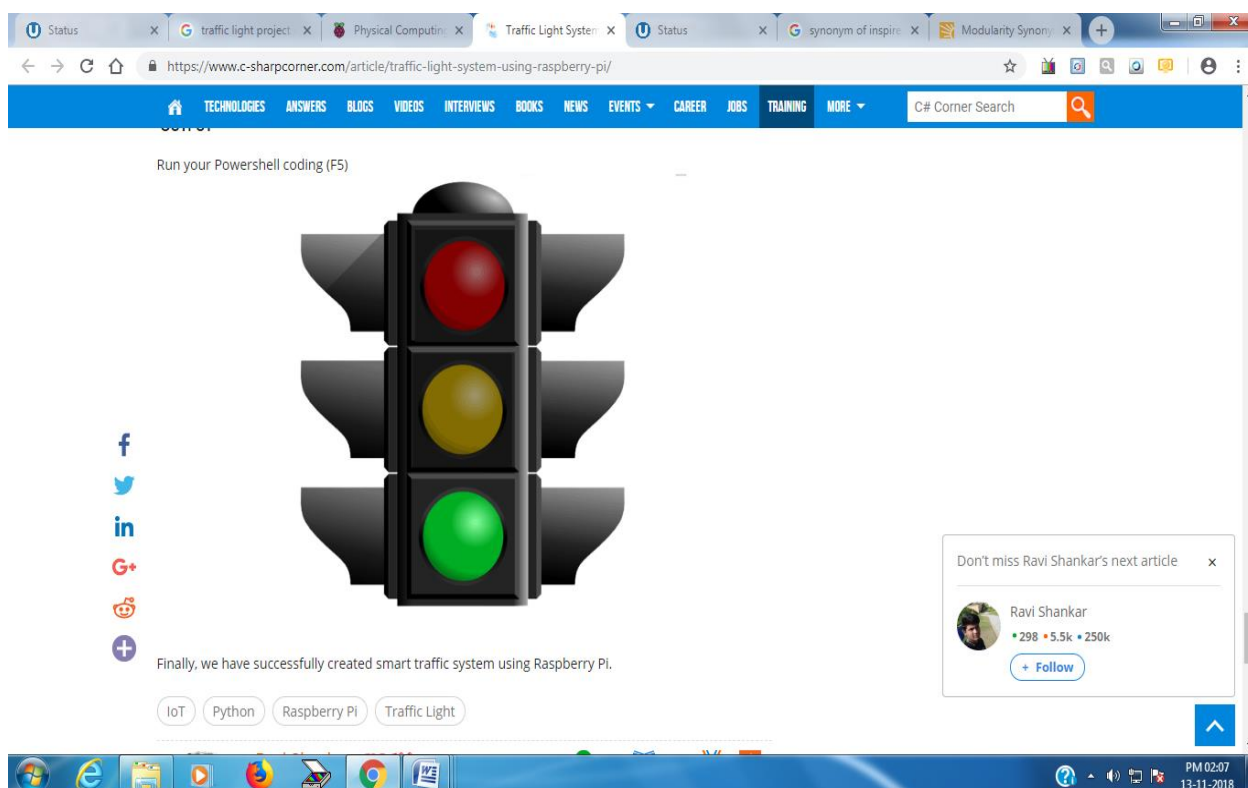 Status
traffic light project
Physical Computin
Traffic Light System
Status
synonym of inspire
Modularity Synony
https://www.c-sharpcorner.com/article/traffic-light-system-using-raspberry-pi/
TECHNOLOGIES ANSWERS BLOGS VIDEOS INTERVIEWS BOOKS NEWS EVENTS CAREER JOBS TRAINING MORE C# Corner Search
Run your Powershell coding (F5)
Don't miss Ravi Shankar's next article
Ravi Shankar
298 5.5k 250k
+ Follow
Finally, we have successfully created smart traffic system using Raspberry Pi.
IoT Python Raspberry Pi Traffic Light
PM 02:07
13-11-2018